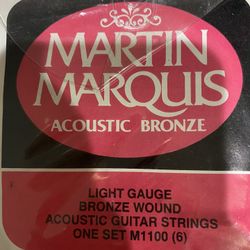 MARTIN
MARQUIS
ACOUSTIC BRONZE
LIGHT GAUGE
BRONZE WOUND
ACOUSTIC GUITAR STRINGS
ONE SET M1100 (6)